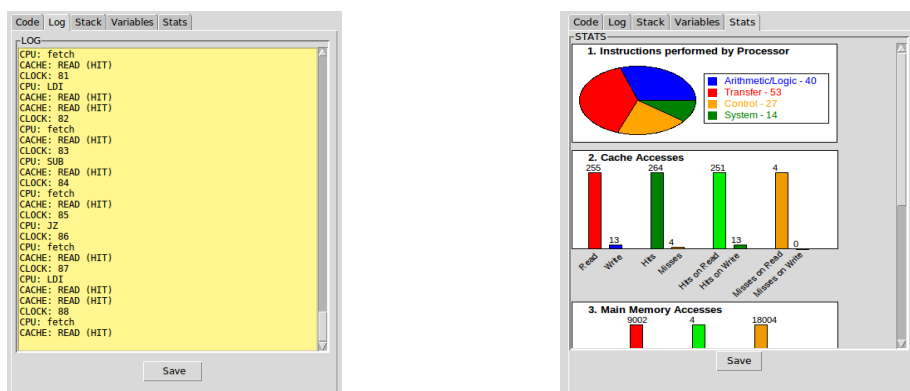 Code Log Stack Variables Stats
LOG
CPU: fetch
CACHE: READ (HIT)
CLOCK: 81
CPU: LDI
CACHE: READ (HIT)
CACHE: READ (HIT)
CLOCK: 82
CPU: fetch
CACHE: READ (HIT)
CLOCK: 83
CPU: SUB
CACHE: READ (HIT)
CLOCK: 84
CPU: fetch
CACHE: READ (HIT)
CLOCK: 85
CPU: JZ
CLOCK: 86
CPU: fetch
CACHE: READ (HIT)
CLOCK: 87
CPU: LDI
CACHE: READ (HIT)
CACHE: READ (HIT)
CLOCK: 88
CPU: fetch
CACHE: READ (HIT)
Save
Code Log Stack Variables Stats
STATS
1. Instructions performed by Processor
Arithmetic/Logic - 40
Transfer - 53
Control - 27
System - 14
2. Cache Accesses
255 264 251 4
13 4 13 0
Read Write Hits Misses Hits on Read Hits on Write Misses on Read Misses on Write
3. Main Memory Accesses
9002 4 18004
Save